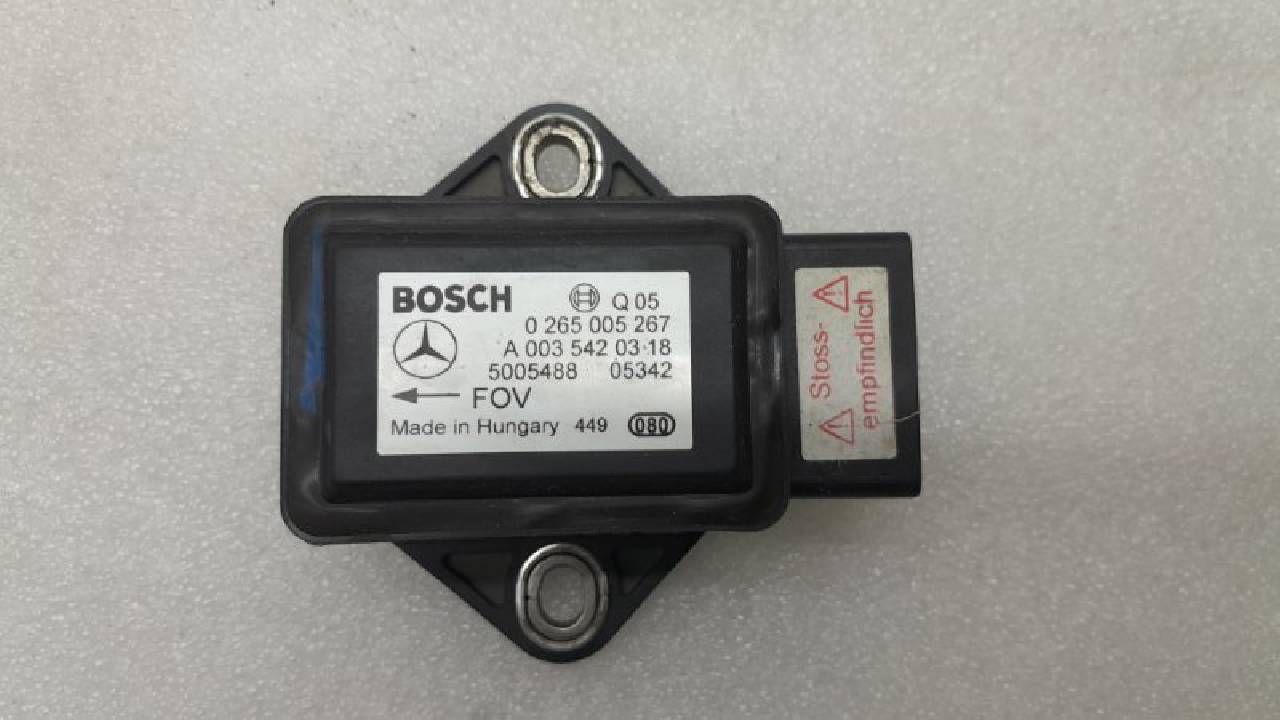 BOSCH Q 05
0 265 005 267
A 003 542 03 18
5005488 05342
FOV
Made in Hungary 449 080
Stoss-
empfindlich